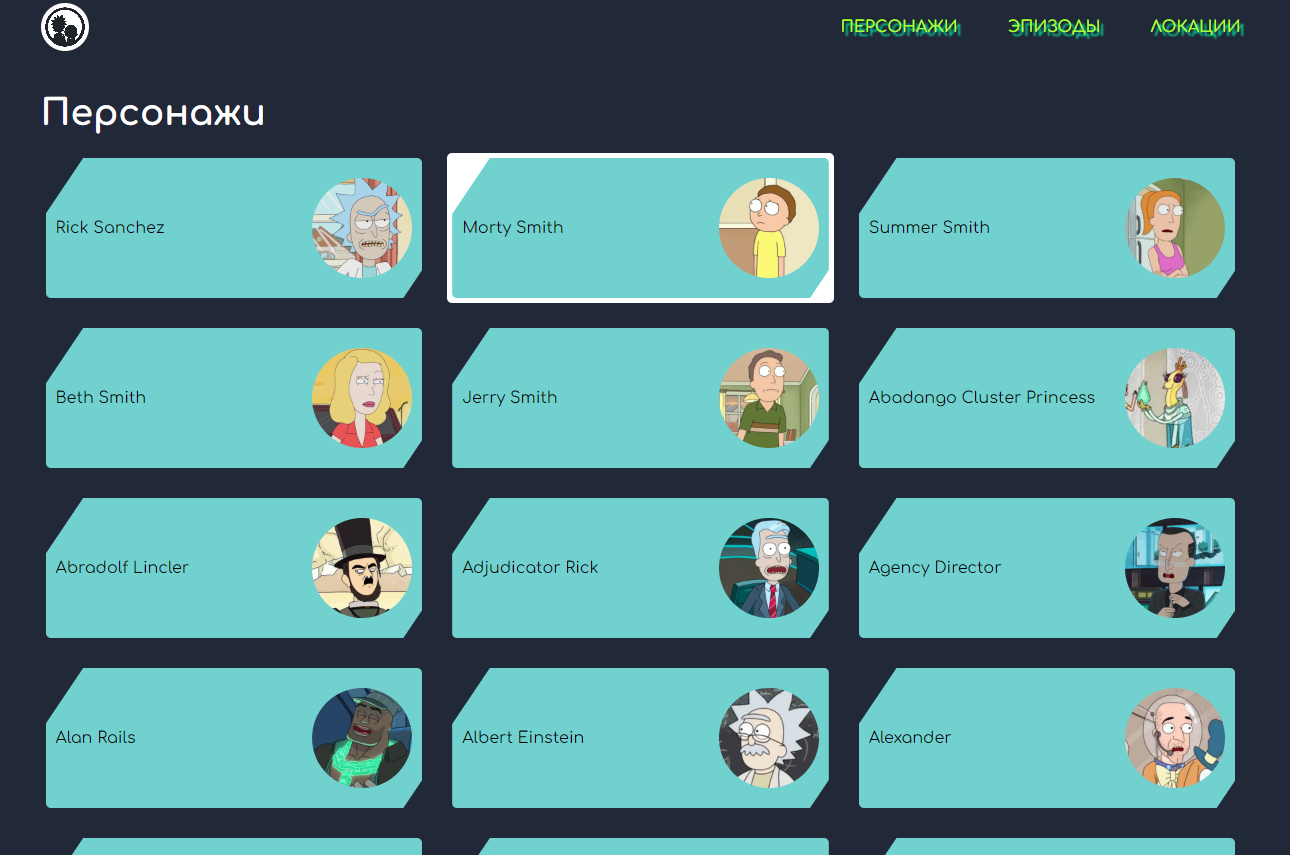 ПЕРСОНАЖИ ЭПИЗОДЫ ЛОКАЦИИ
Персонажи
Rick Sanchez
Morty Smith
Summer Smith
Beth Smith
Jerry Smith
Abadango Cluster Princess
Abradolf Lincler
Adjudicator Rick
Agency Director
Alan Rails
Albert Einstein
Alexander